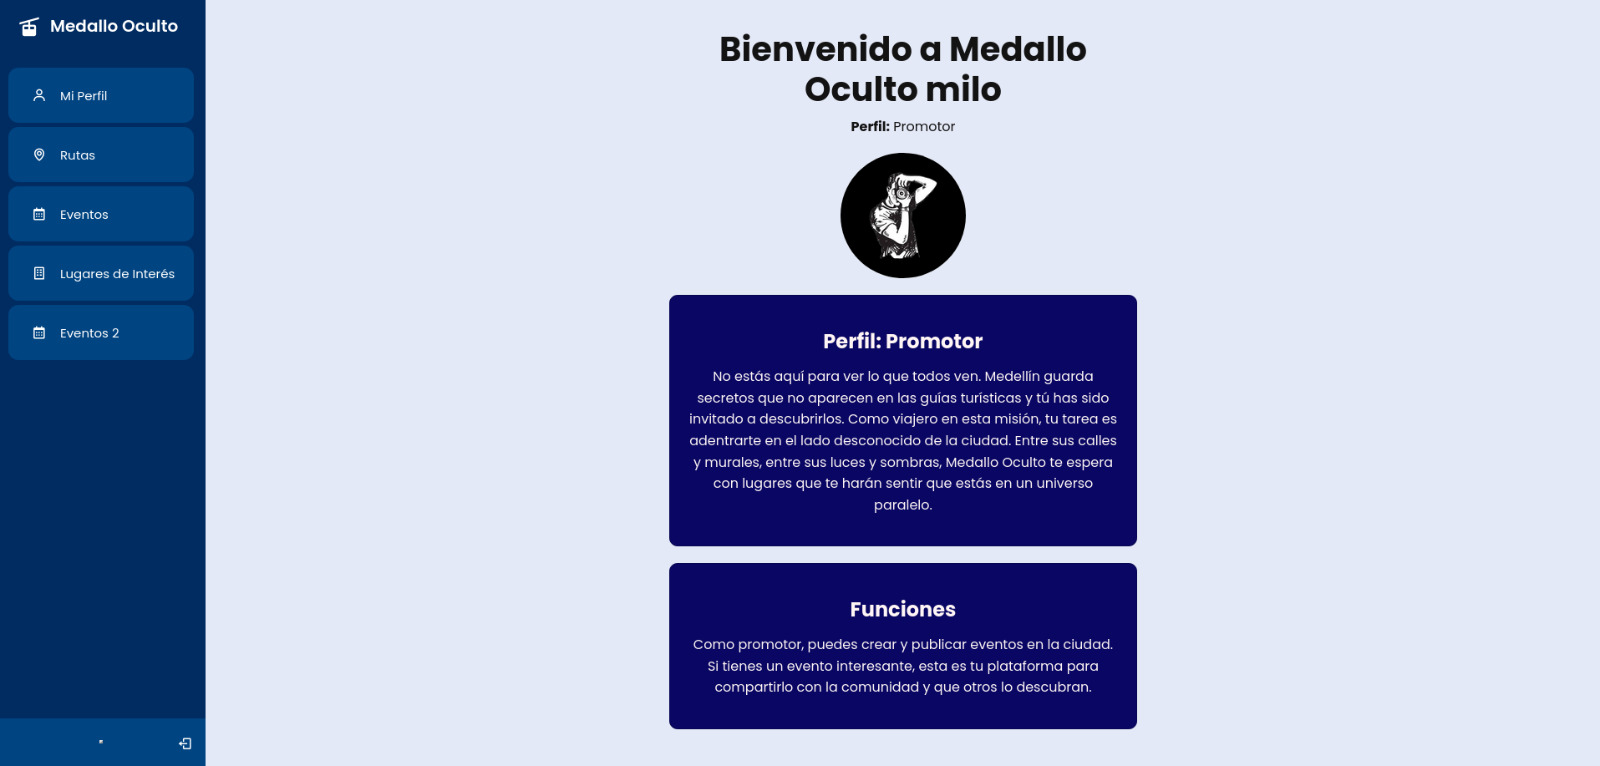 Medallo Oculto
Mi Perfil
Rutas
Eventos
Lugares de Interés
Eventos 2
Bienvenido a Medallo
Oculto milo
Perfil: Promotor
Perfil: Promotor
No estás aquí para ver lo que todos ven. Medellín guarda
secretos que no aparecen en las guías turísticas y tú has sido
invitado a descubrirlos. Como viajero en esta misión, tu tarea es
adentrarte en el lado desconocido de la ciudad. Entre sus calles
y murales, entre sus luces y sombras, Medallo Oculto te espera
con lugares que te harán sentir que estás en un universo
paralelo.
Funciones
Como promotor, puedes crear y publicar eventos en la ciudad.
Si tienes un evento interesante, esta es tu plataforma para
compartirlo con la comunidad y que otros lo descubran.